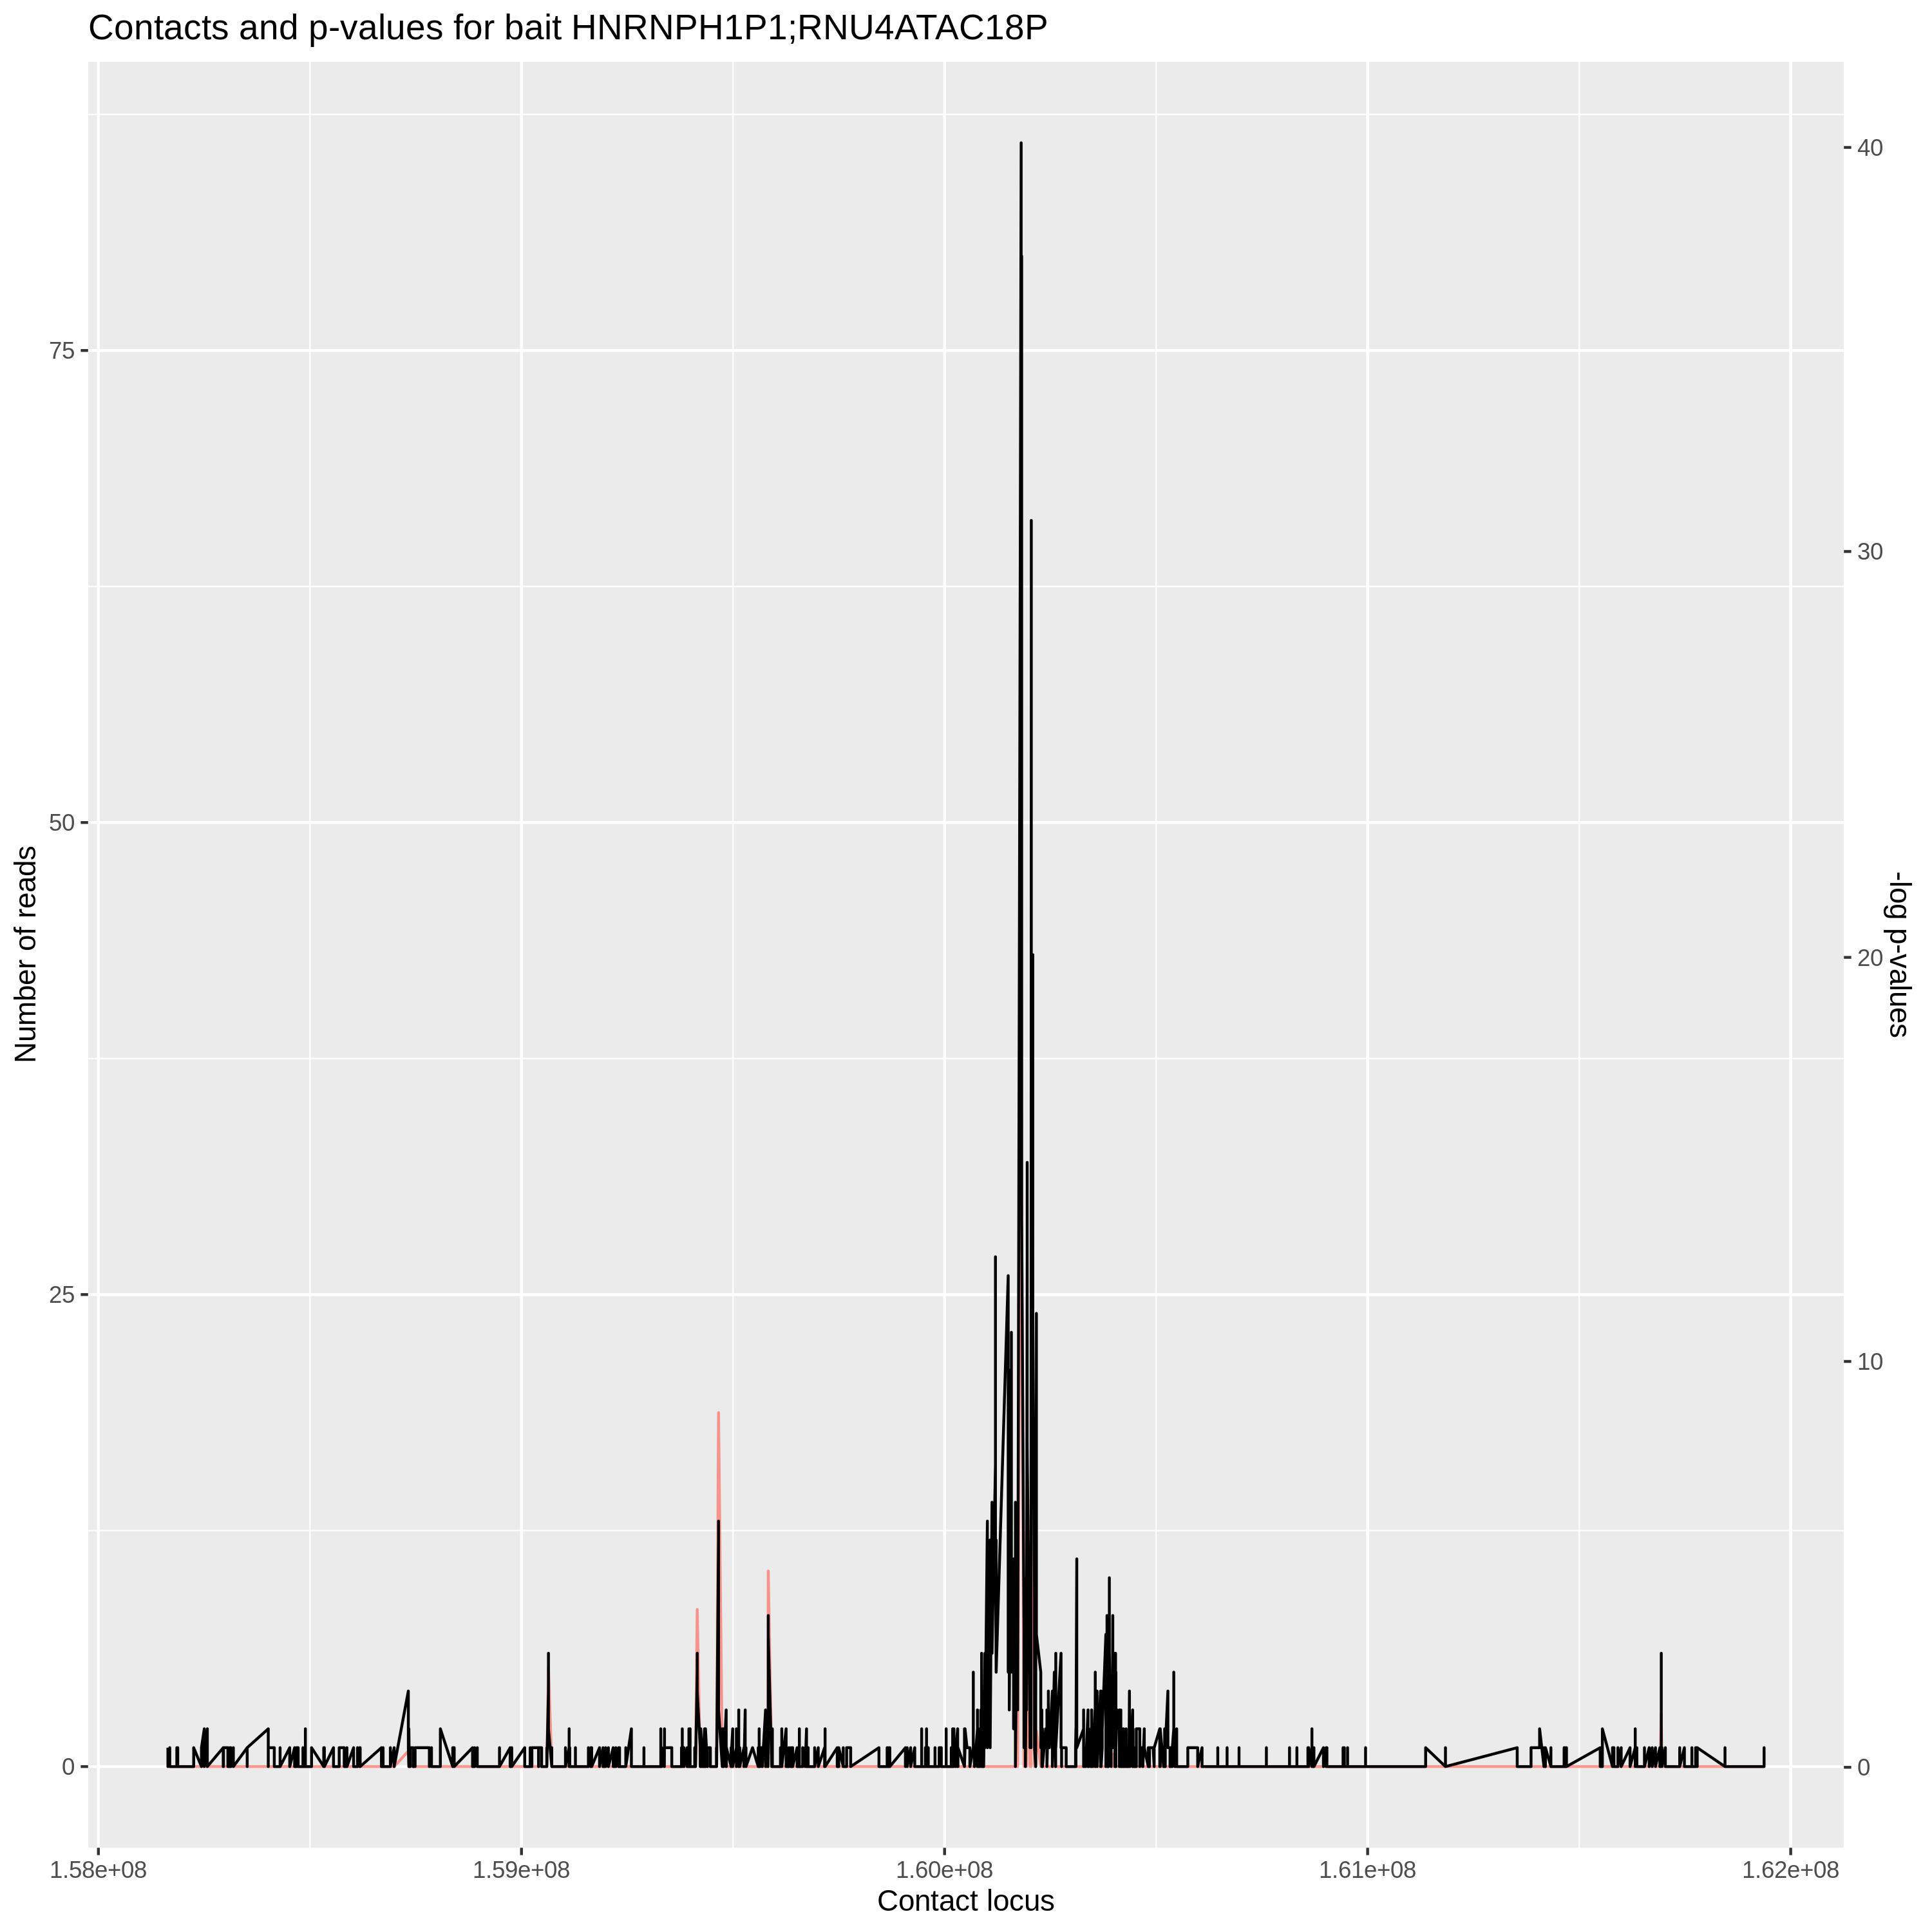 Contacts and p-values for bait HNRNPH1P1;RNU4ATAC18P
75
50
25
0
Number of reads
40
30
20
10
0
-log p-values
1.58e+08
1.59e+08
1.60e+08
1.61e+08
1.62e+08
Contact locus